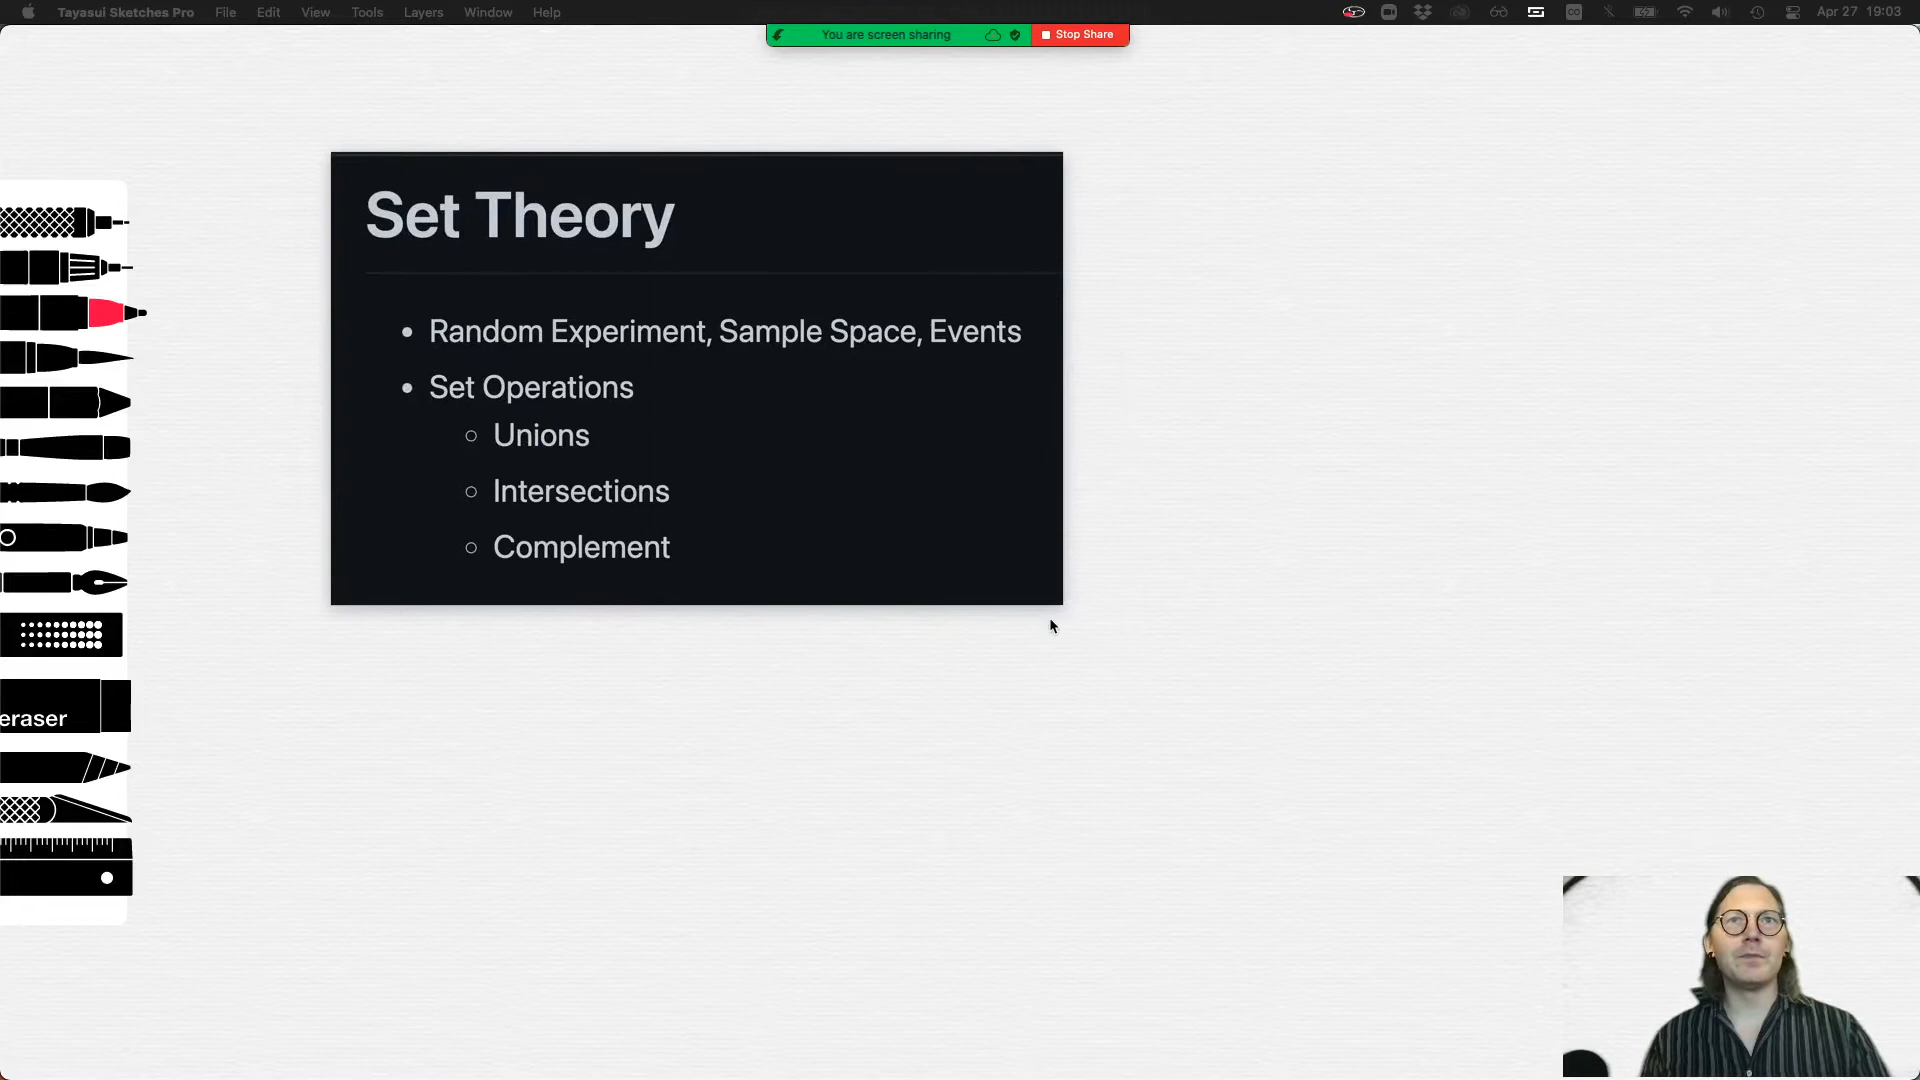 Tayasui Sketches Pro File Edit View Tools Layers Window Help Apr 27 19:03
You are screen sharing Stop Share
Set Theory
• Random Experiment, Sample Space, Events
• Set Operations
○ Unions
○ Intersections
○ Complement
eraser